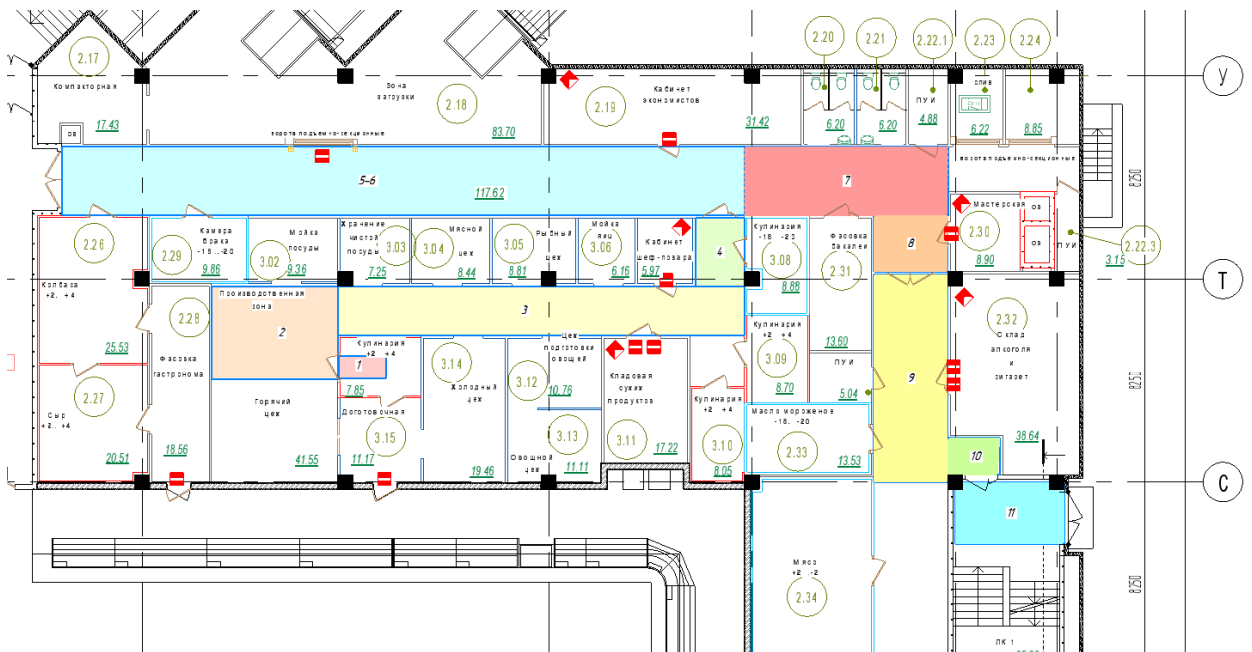 2.17
2.18
2.19
2.20
2.21
2.22.1
2.23
2.24
У
Компакторная
Зона
загрузки
Кабинет
экономистов
ПУИ
слив
ОВ
17.43
83.70
31.42
6.20
6.20
4.88
6.22
8.85
ворота подъемно-секционные
ворота подъемно-секционные
5-6
117.62
7
8250
2.26
2.29
Камера
брака
-18...-20
9.86
3.02
Мойка
посуды
9.36
Хранение
чистой
посуды
3.03
7.25
3.04
Мясной
цех
8.44
3.05
Рыбный
цех
8.81
Мойка
яиц
3.06
6.16
Кабинет
шеф-повара
5.97
4
Кулинария
-18 -20
3.08
8.88
Фасовка
бакалеи
2.31
13.60
8
Мастерская
2.30
8.90
ОВ
ОВ
ПУИ
2.22.3
3.15
Т
Колбаса
+2.. +4
25.53
2.28
Фасовка
гастронома
18.56
Производственная
зона
2
3
1
Кулинария
+2 +4
7.85
3.14
Холодный
цех
19.46
Цех
подготовки
овощей
3.12
10.76
Кладовая
сухих
продуктов
3.11
17.22
Кулинария
+2 +4
3.09
8.70
ПУИ
5.04
9
2.32
Склад
алкоголя
и
сигарет
38.64
8250
2.27
Сыр
+2.. +4
20.51
Горячий
цех
41.55
Доготовочная
3.15
11.17
3.13
Овощной
цех
11.11
Кулинария
+2 +4
3.10
8.05
Масло мороженое
-18. -20
2.33
13.53
10
С
11
Мясо
+2 ..-2
2.34
8250
ЛК 1